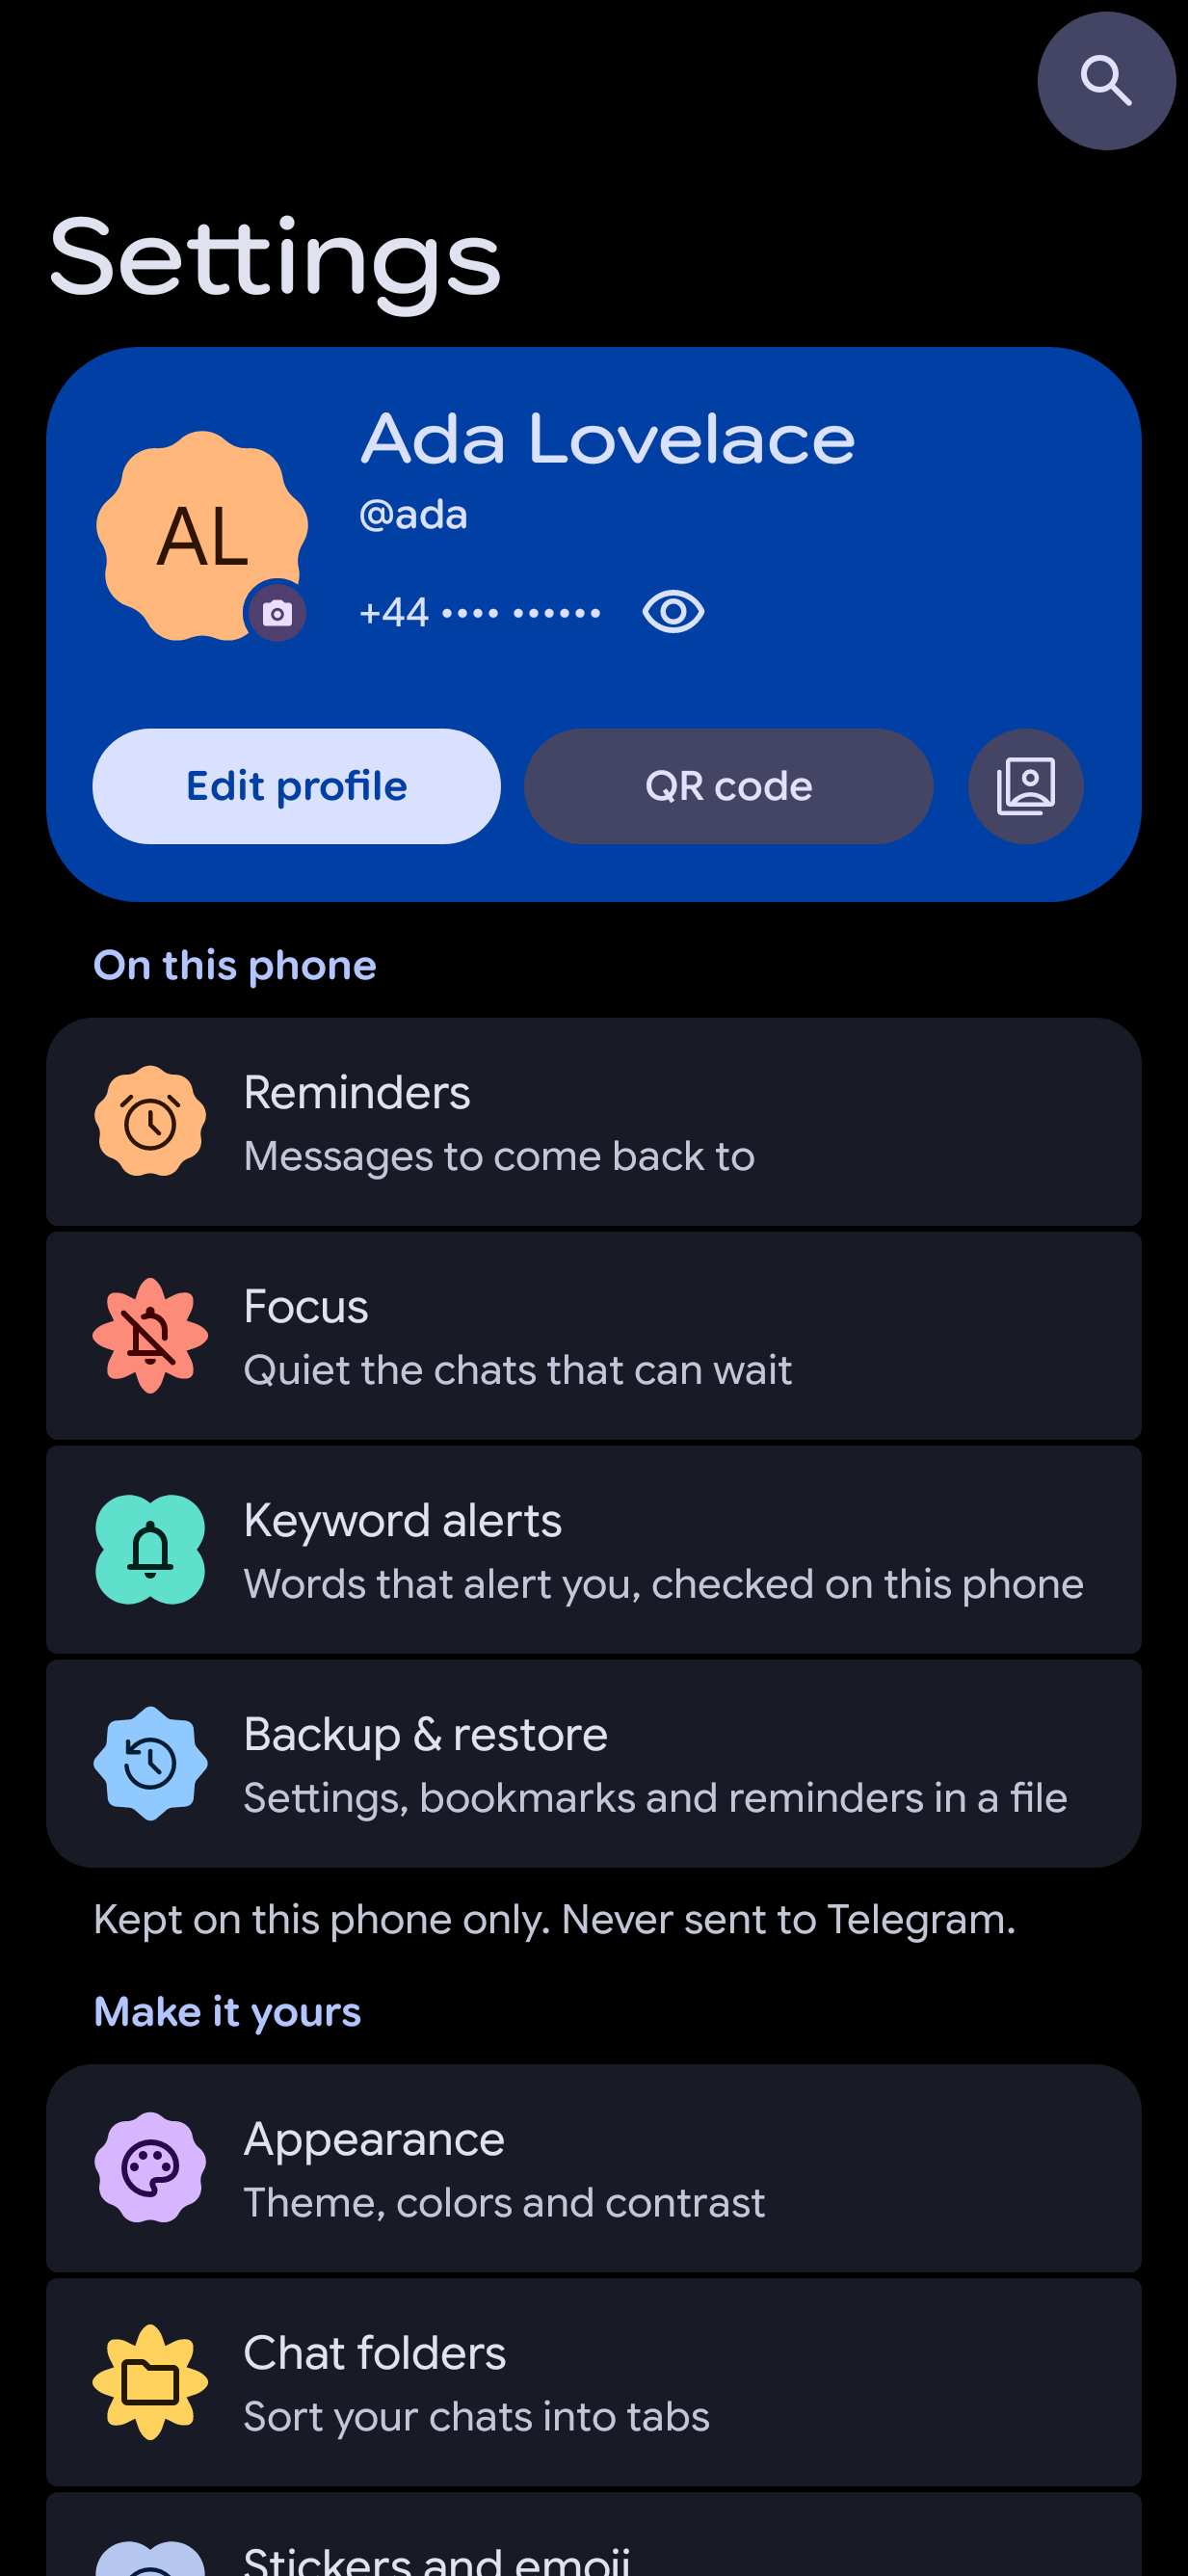 Settings
AL
Ada Lovelace
@ada
+44 •••• ••••••
Edit profile
QR code
On this phone
Reminders
Messages to come back to
Focus
Quiet the chats that can wait
Keyword alerts
Words that alert you, checked on this phone
Backup & restore
Settings, bookmarks and reminders in a file
Kept on this phone only. Never sent to Telegram.
Make it yours
Appearance
Theme, colors and contrast
Chat folders
Sort your chats into tabs
Stickers and emoji